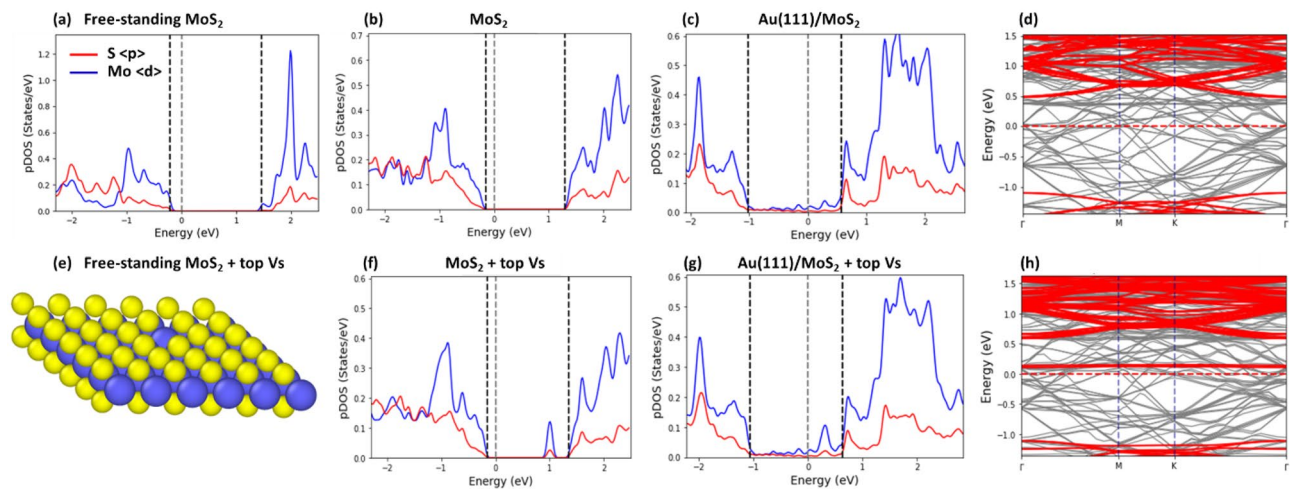 (a) Free-standing MoS₂
(b) MoS₂
(c) Au(111)/MoS₂
(d)
S <p>
Mo <d>
pDOS (States/eV)
1.2
1.0
0.8
0.6
0.4
0.2
0.0
−2
−1
0
1
2
Energy (eV)
pDOS (States/eV)
0.7
0.6
0.5
0.4
0.3
0.2
0.1
0.0
−2
−1
0
1
2
Energy (eV)
pDOS (States/eV)
0.6
0.5
0.4
0.3
0.2
0.1
0.0
−2
−1
0
1
2
Energy (eV)
Energy (eV)
1.5
1.0
0.5
0.0
−0.5
−1.0
Γ
M
K
Γ
(e) Free-standing MoS₂ + top Vs
(f) MoS₂ + top Vs
(g) Au(111)/MoS₂ + top Vs
(h)
pDOS (States/eV)
0.6
0.5
0.4
0.3
0.2
0.1
0.0
−2
−1
0
1
2
Energy (eV)
pDOS (States/eV)
0.6
0.5
0.4
0.3
0.2
0.1
0.0
−2
−1
0
1
2
Energy (eV)
Energy (eV)
1.5
1.0
0.5
0.0
−0.5
−1.0
Γ
M
K
Γ